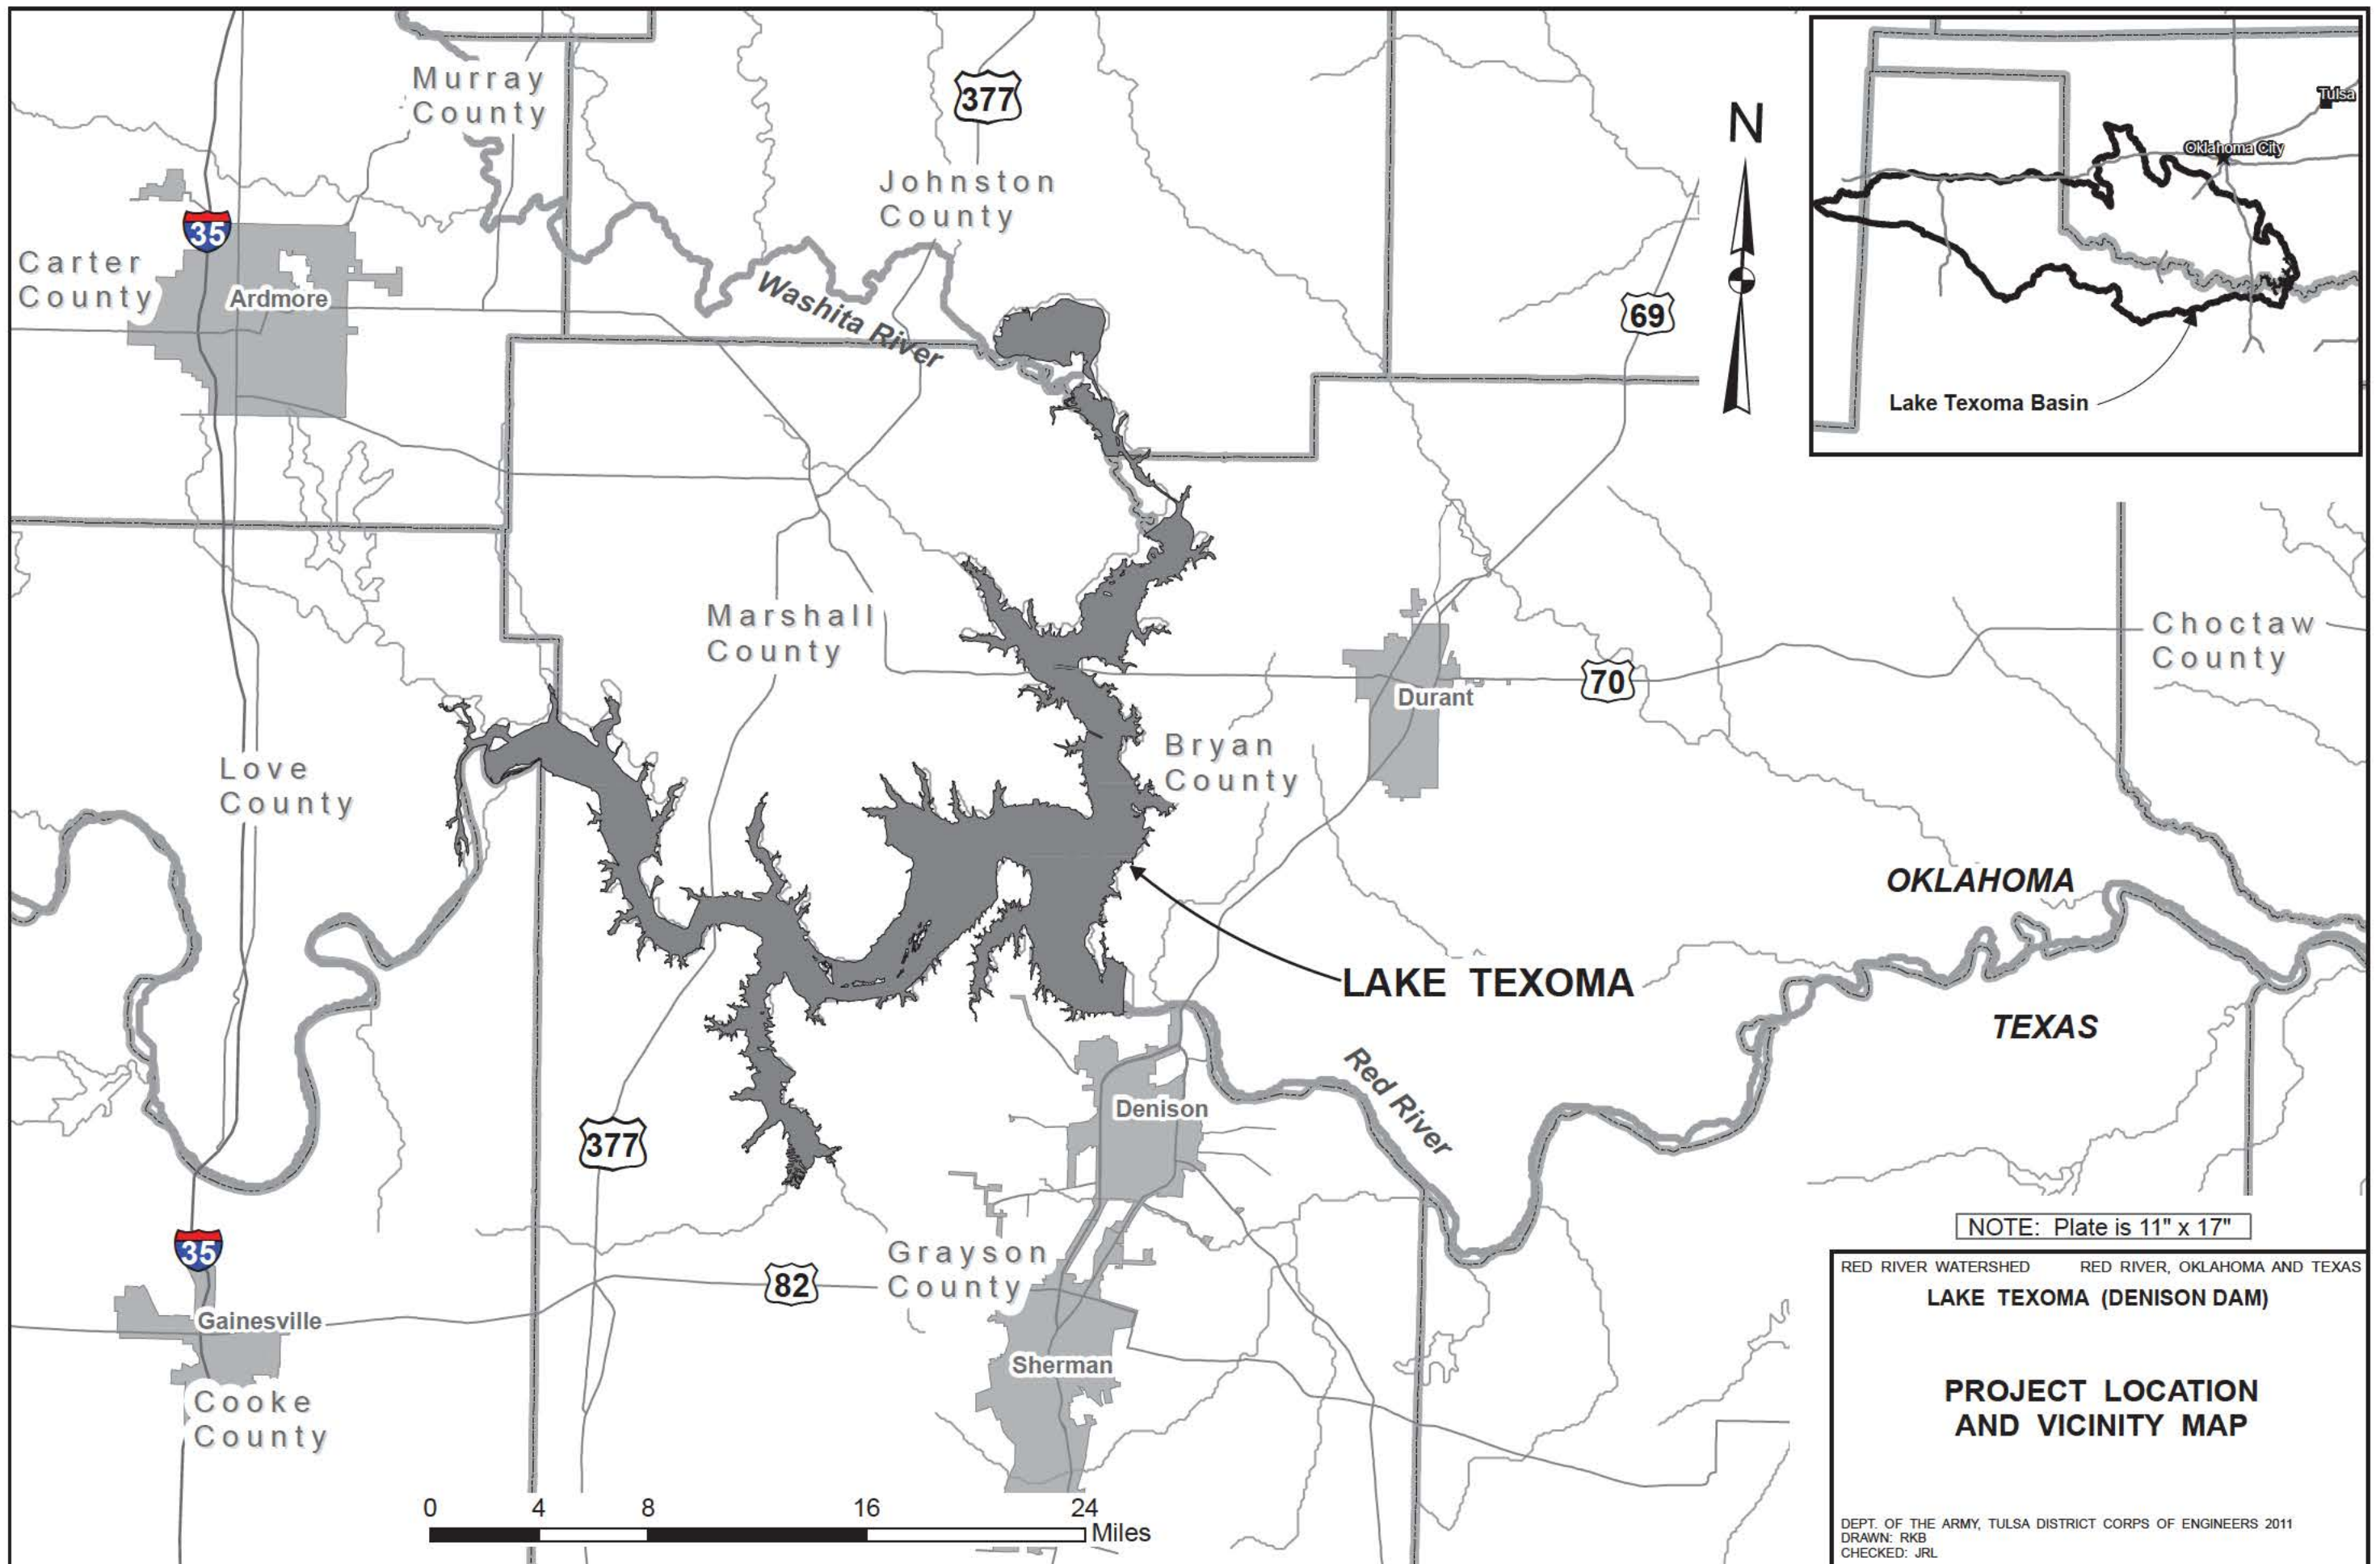 Murray
County
377
Johnston
County
N
Tulsa
Oklahoma City
Lake Texoma Basin
35
Carter
County
Ardmore
Washita River
69
Marshall
County
Choctaw
County
70
Durant
Bryan
County
Love
County
OKLAHOMA
LAKE TEXOMA
TEXAS
Red River
Denison
377
35
82
Grayson
County
Gainesville
Sherman
Cooke
County
0 4 8 16 24
Miles
NOTE: Plate is 11" x 17"
RED RIVER WATERSHED RED RIVER, OKLAHOMA AND TEXAS
LAKE TEXOMA (DENISON DAM)
PROJECT LOCATION
AND VICINITY MAP
DEPT. OF THE ARMY, TULSA DISTRICT CORPS OF ENGINEERS 2011
DRAWN: RKB
CHECKED: JRL